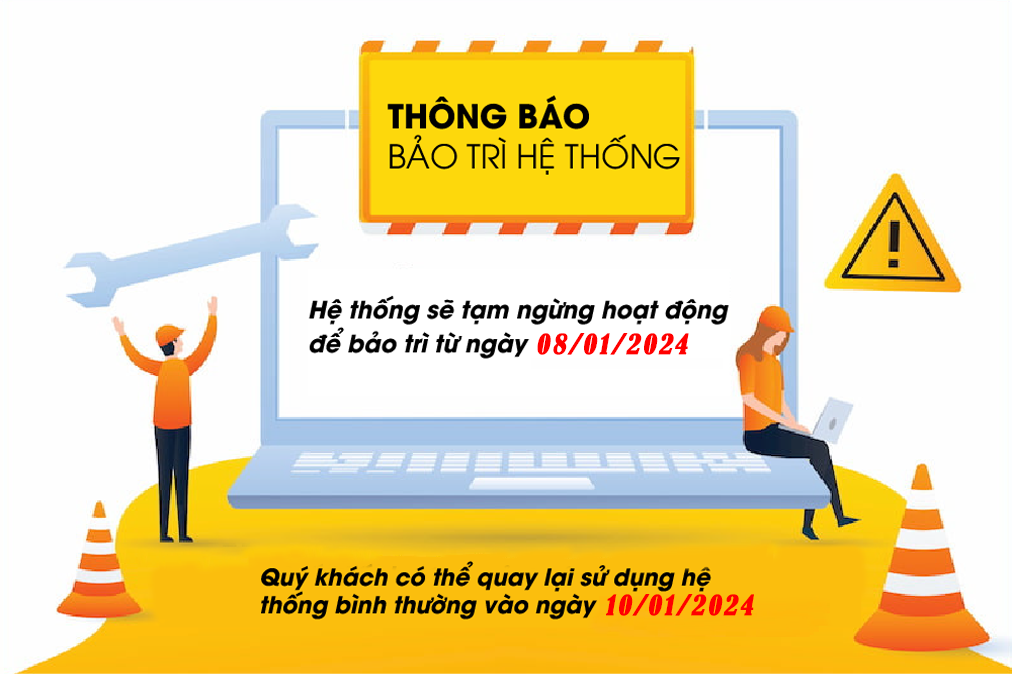 THÔNG BÁO
BẢO TRÌ HỆ THỐNG
Hệ thống sẽ tạm ngừng hoạt động
để bảo trì từ ngày 08/01/2024
Quý khách có thể quay lại sử dụng hệ
thống bình thường vào ngày 10/01/2024